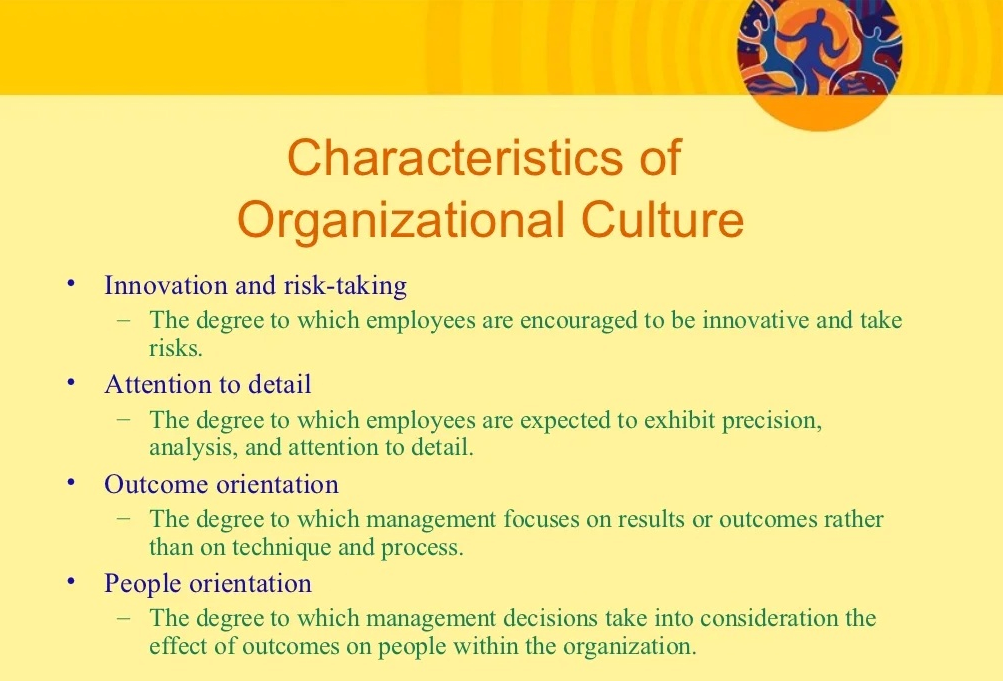 Characteristics of
Organizational Culture
• Innovation and risk-taking
– The degree to which employees are encouraged to be innovative and take
risks.
• Attention to detail
– The degree to which employees are expected to exhibit precision,
analysis, and attention to detail.
• Outcome orientation
– The degree to which management focuses on results or outcomes rather
than on technique and process.
• People orientation
– The degree to which management decisions take into consideration the
effect of outcomes on people within the organization.